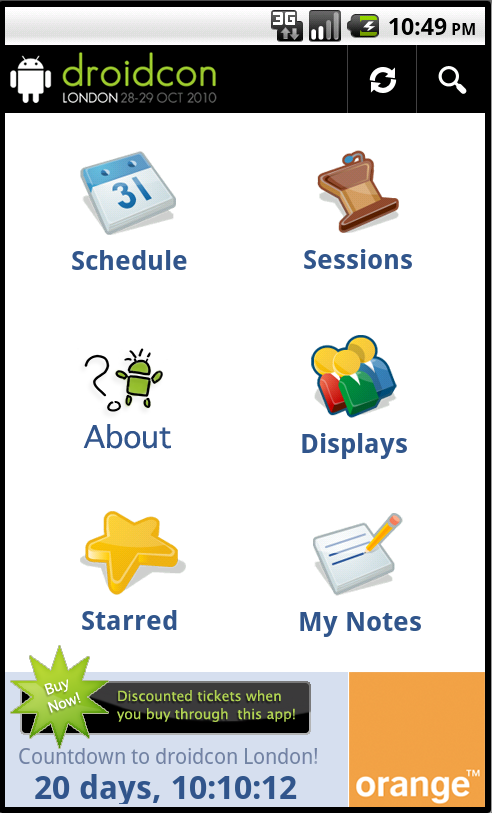 3G
10:49 PM
droidcon
LONDON 28-29 OCT 2010
31
Schedule
Sessions
?
About
Displays
Starred
My Notes
Buy
Now!
Discounted tickets when
you buy through this app!
Countdown to droidcon London!
20 days, 10:10:12
orange™